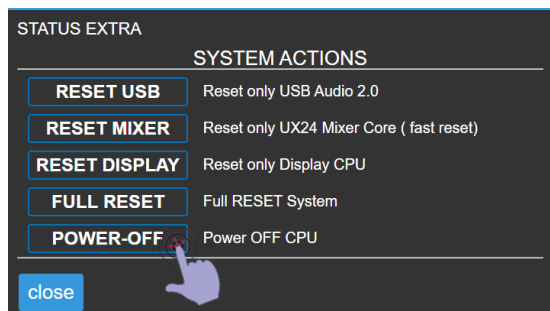 STATUS EXTRA
SYSTEM ACTIONS
RESET USB Reset only USB Audio 2.0
RESET MIXER Reset only UX24 Mixer Core ( fast reset)
RESET DISPLAY Reset only Display CPU
FULL RESET Full RESET System
POWER-OFF Power OFF CPU
close